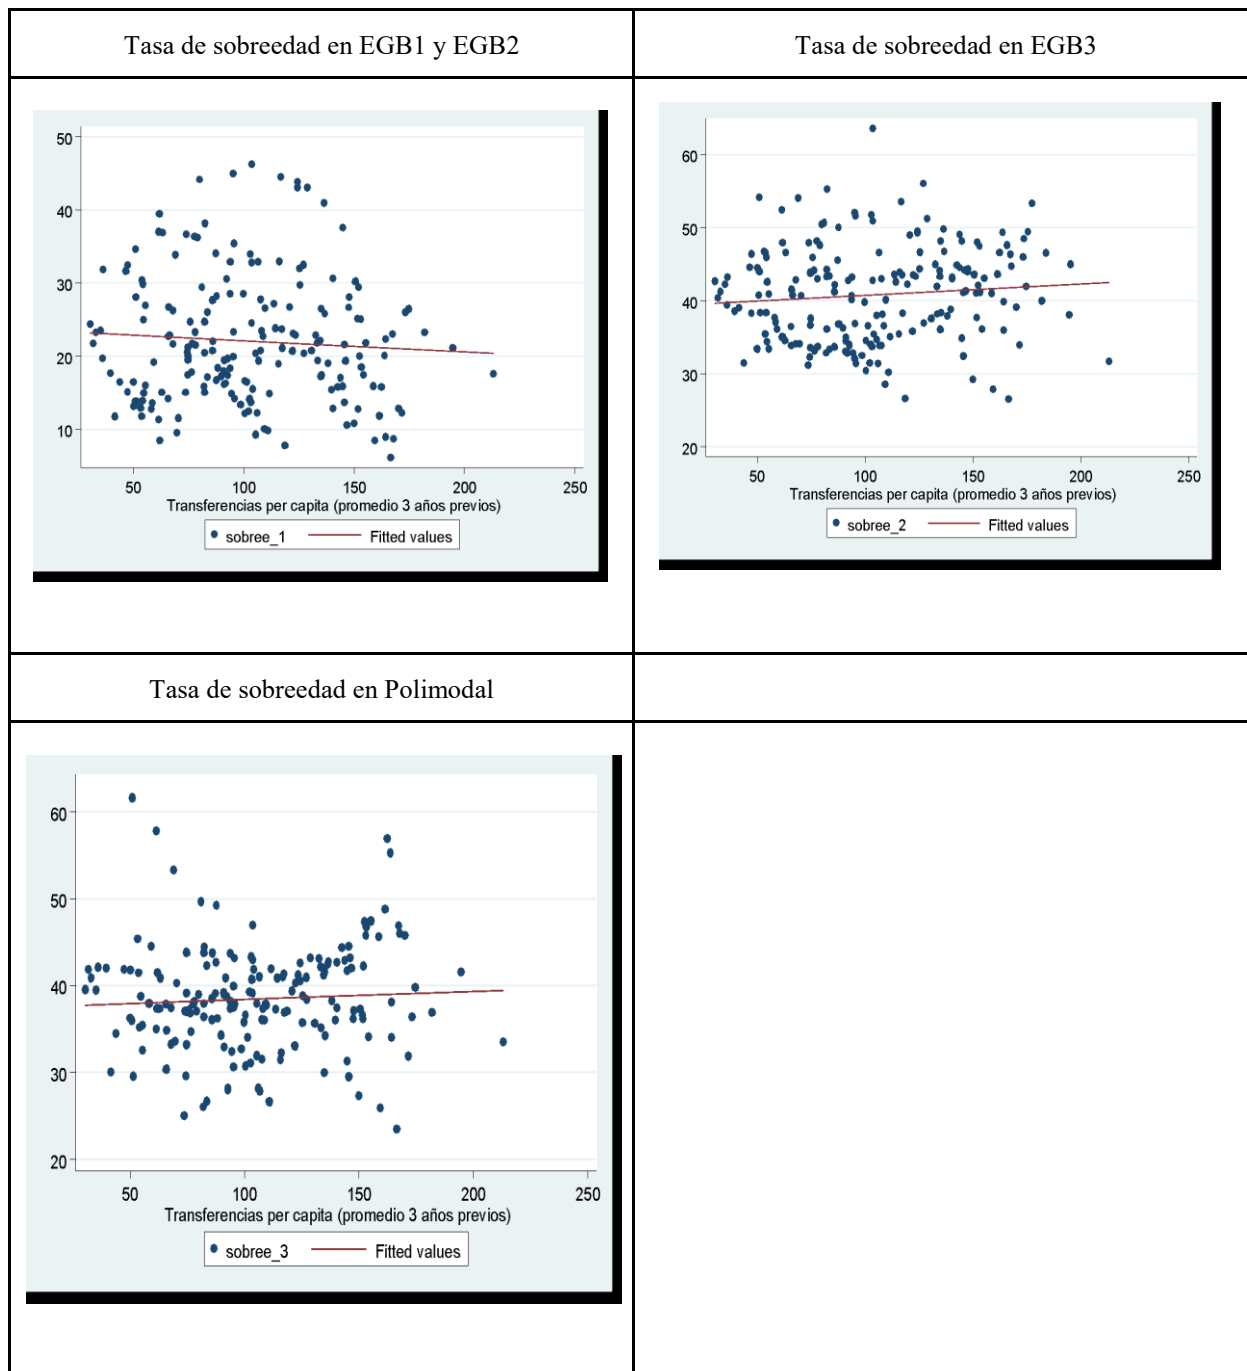 Tasa de sobreedad en EGB1 y EGB2
Tasa de sobreedad en EGB3
50
40
30
20
10
50 100 150 200 250
Transferencias per capita (promedio 3 años previos)
sobree_1 Fitted values
60
50
40
30
20
50 100 150 200 250
Transferencias per capita (promedio 3 años previos)
sobree_2 Fitted values
Tasa de sobreedad en Polimodal
60
50
40
30
20
50 100 150 200 250
Transferencias per capita (promedio 3 años previos)
sobree_3 Fitted values